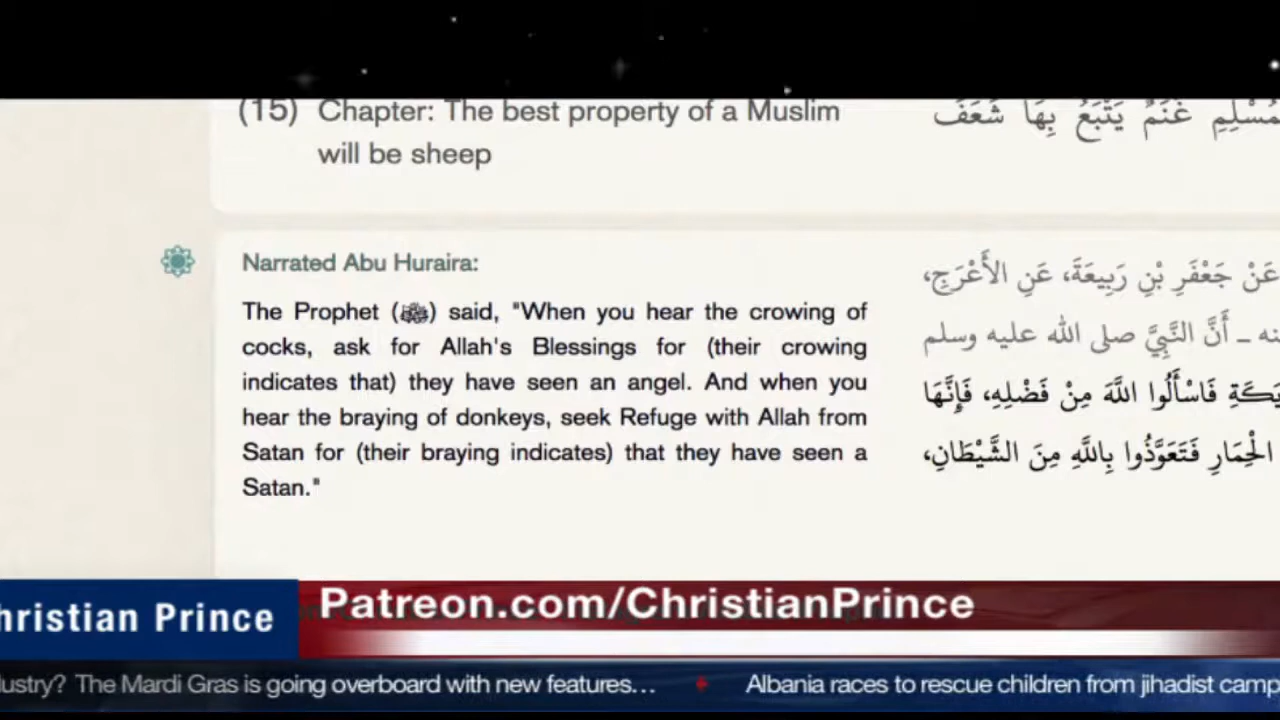 (15) Chapter: The best property of a Muslim
will be sheep
مُسْلِمِ غَنَمٌ يَتْبَعُ بِهَا شَعَفَ
Narrated Abu Huraira:
The Prophet (ﷺ) said, "When you hear the crowing of
cocks, ask for Allah's Blessings for (their crowing
indicates that) they have seen an angel. And when you
hear the braying of donkeys, seek Refuge with Allah from
Satan for (their braying indicates) that they have seen a
Satan."
عَنْ جَعْفَرِ بْنِ رَبِيعَةَ، عَنِ الأَعْرَجِ،
ـ أَنَّ النَّبِيَّ صلى الله عليه وسلم
فَاسْأَلُوا اللَّهَ مِنْ فَضْلِهِ، فَإِنَّهَا
الْحِمَارِ فَتَعَوَّذُوا بِاللَّهِ مِنَ الشَّيْطَانِ،
hristian Prince
Patreon.com/ChristianPrince
dustry? The Mardi Gras is going overboard with new features...
Albania races to rescue children from jihadist camp